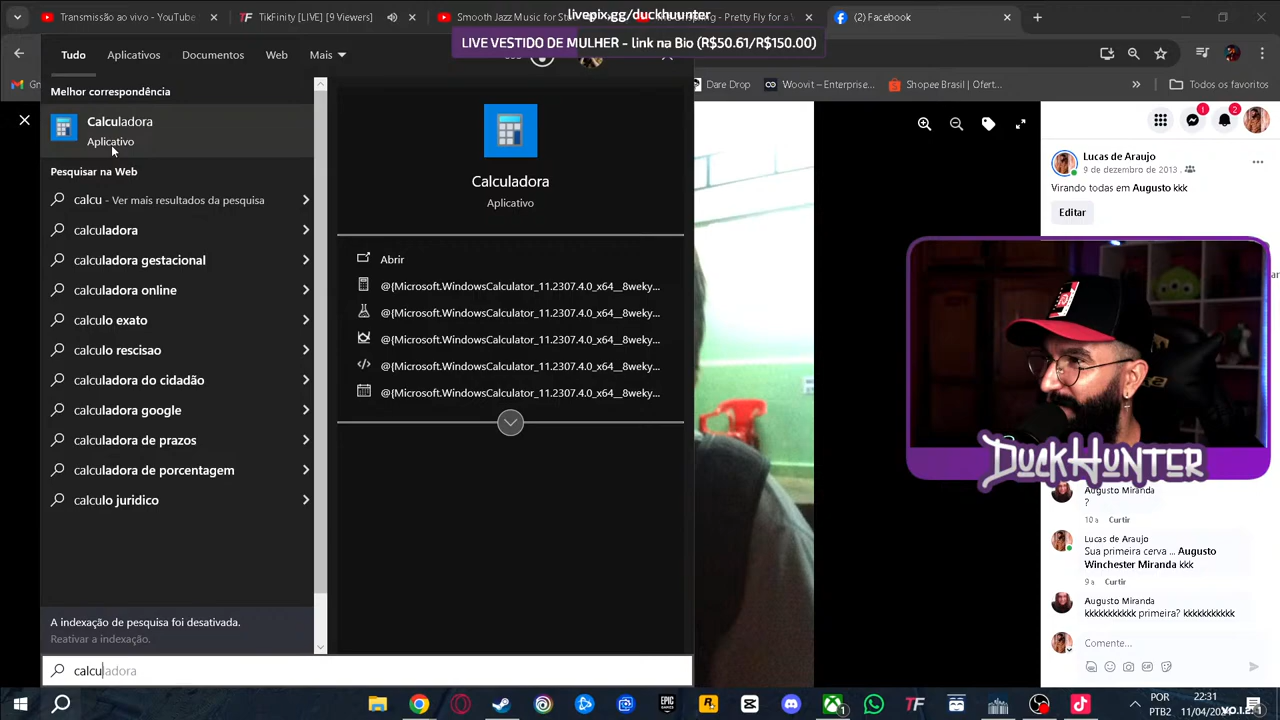 Transmissão ao vivo - YouTube
TikFinity [LIVE] [9 Viewers]
Smooth Jazz Music for St
Pretty Fly for a
(2) Facebook
livepix.gg/duckhunter
LIVE VESTIDO DE MULHER - link na Bio (R$50.61/R$150.00)
Tudo
Aplicativos
Documentos
Web
Mais
Dare Drop
Woovit – Enterprise...
Shopee Brasil | Ofert...
Todos os favoritos
Melhor correspondência
Calculadora
Aplicativo
Pesquisar na Web
calcu - Ver mais resultados da pesquisa
calculadora
calculadora gestacional
calculadora online
calculo exato
calculo rescisao
calculadora do cidadão
calculadora google
calculadora de prazos
calculadora de porcentagem
calculo juridico
A indexação de pesquisa foi desativada.
Reativar a indexação.
calculadora
Calculadora
Aplicativo
Abrir
@{Microsoft.WindowsCalculator_11.2307.4.0_x64__8weky...
@{Microsoft.WindowsCalculator_11.2307.4.0_x64__8weky...
@{Microsoft.WindowsCalculator_11.2307.4.0_x64__8weky...
@{Microsoft.WindowsCalculator_11.2307.4.0_x64__8weky...
@{Microsoft.WindowsCalculator_11.2307.4.0_x64__8weky...
1
2
Lucas de Araujo
9 de dezembro de 2013
Virando todas em Augusto kkk
Editar
DUCKHUNTER
Augusto Miranda
?
10 a Curtir
Lucas de Araujo
Sua primeira cerva ... Augusto
Winchester Miranda kkk
9 a Curtir
Augusto Miranda
kkkkkkkkkkk primeira? kkkkkkkkkkk
Comente...
GIF
EPIC GAMES
POR
PTB2
22:31